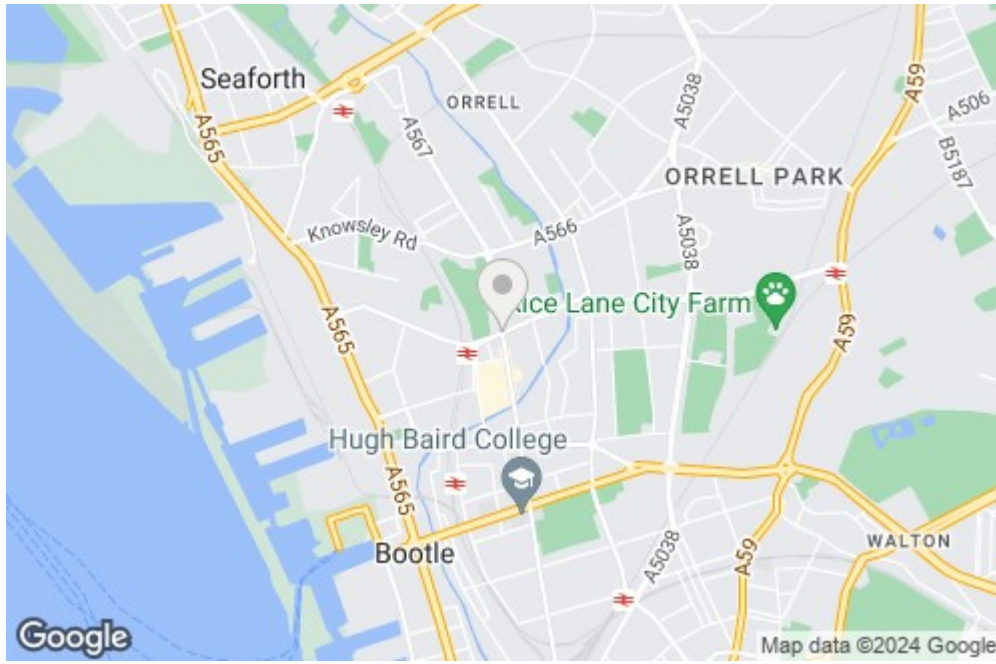 Seaforth
ORRELL
A5038
A59
A506
B5187
A567
A565
ORRELL PARK
Knowsley Rd
A566
A5038
Rice Lane City Farm
A565
A59
Hugh Baird College
A565
Bootle
A5038
A59
WALTON
Google
Map data ©2024 Google